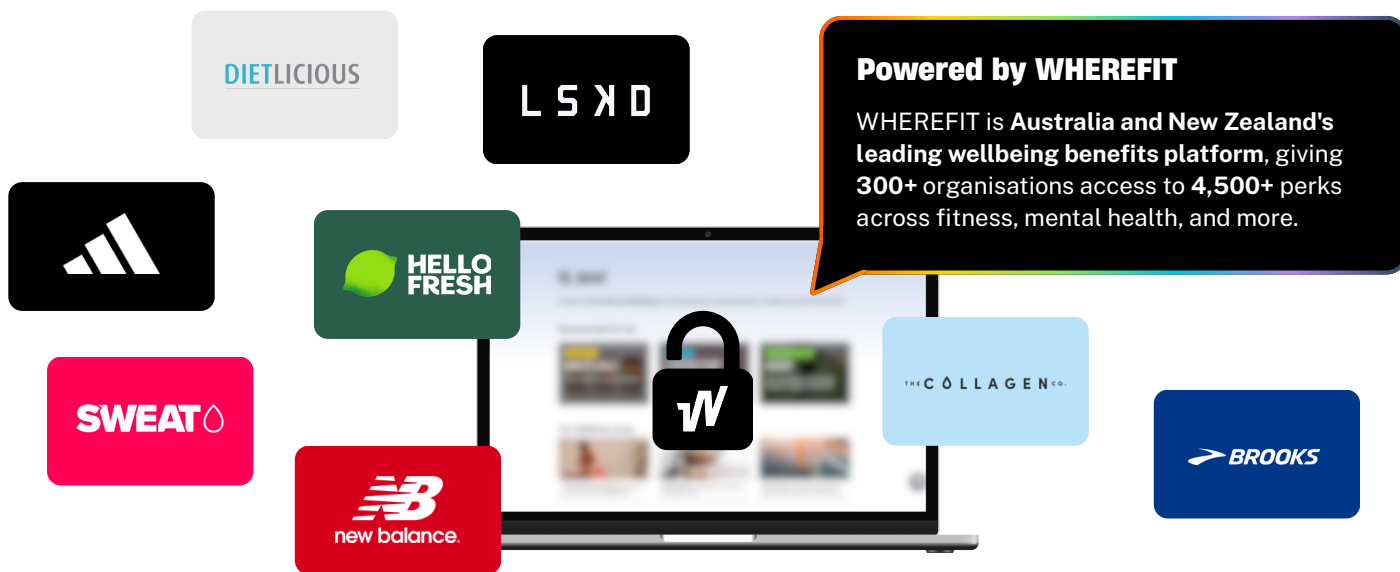 DIETLICIOUS
LSKD
Powered by WHEREFIT
WHEREFIT is Australia and New Zealand's
leading wellbeing benefits platform, giving
300+ organisations access to 4,500+ perks
across fitness, mental health, and more.
HELLO
FRESH
THE COLLAGEN CO.
SWEAT
BROOKS
NB
new balance.
W